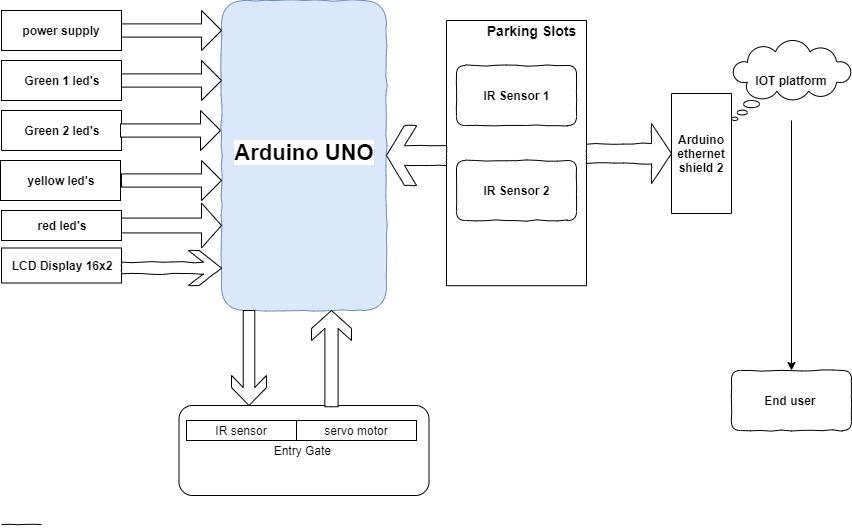 power supply
Green 1 led's
Green 2 led's
yellow led's
red led's
LCD Display 16x2
Arduino UNO
Parking Slots
IR Sensor 1
IR Sensor 2
Arduino
ethernet
shield 2
IOT platform
End user
IR sensor
servo motor
Entry Gate